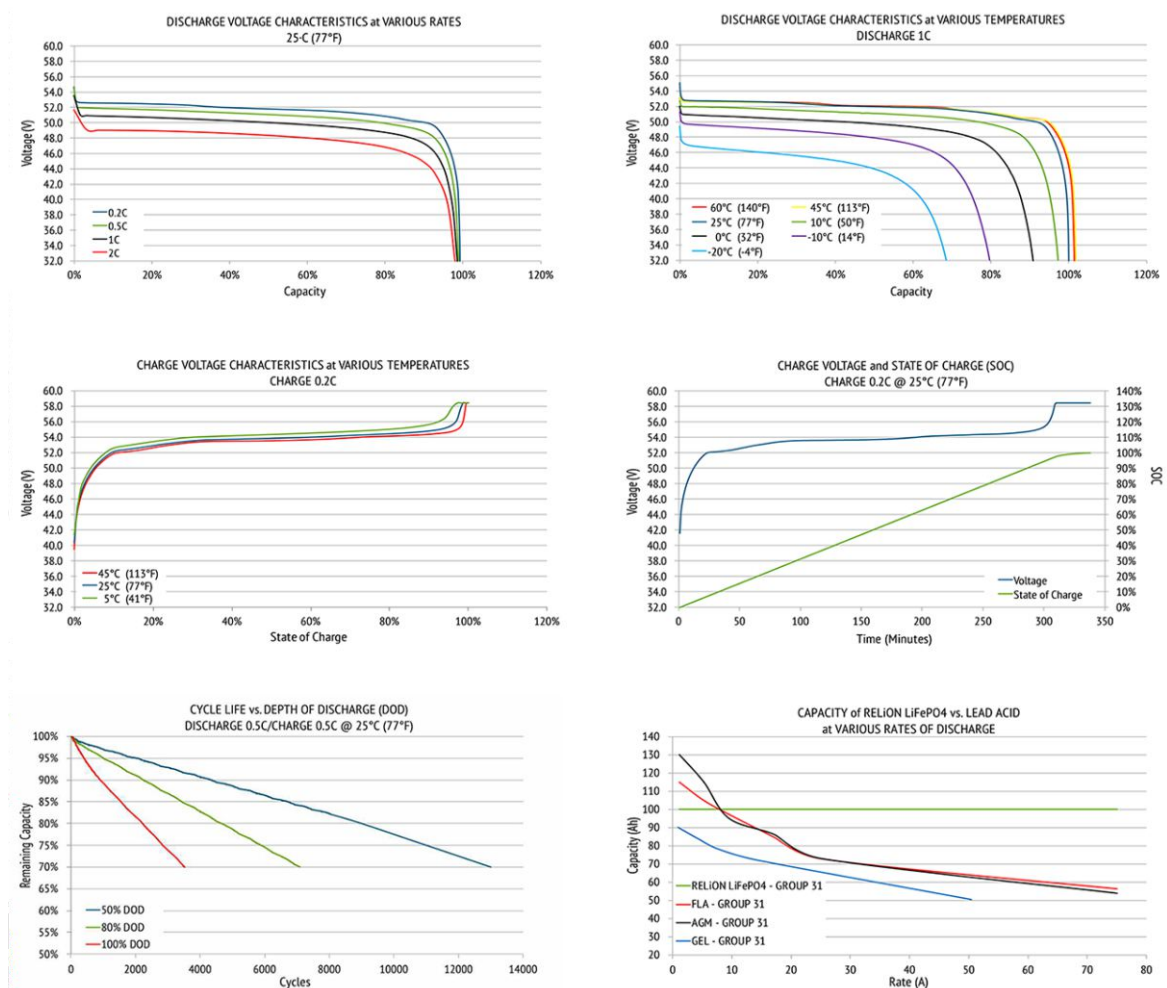 DISCHARGE VOLTAGE CHARACTERISTICS at VARIOUS RATES
25·C (77°F)
60.0
58.0
56.0
54.0
52.0
50.0
48.0
46.0
44.0
42.0
40.0
38.0
36.0
34.0
32.0
Voltage (V)
0.2C
0.5C
1C
2C
0% 20% 40% 60% 80% 100% 120%
Capacity
DISCHARGE VOLTAGE CHARACTERISTICS at VARIOUS TEMPERATURES
DISCHARGE 1C
60.0
58.0
56.0
54.0
52.0
50.0
48.0
46.0
44.0
42.0
40.0
38.0
36.0
34.0
32.0
Voltage (V)
60°C (140°F) 45°C (113°F)
25°C (77°F) 10°C (50°F)
0°C (32°F) -10°C (14°F)
-20°C (-4°F)
0% 20% 40% 60% 80% 100% 120%
Capacity
CHARGE VOLTAGE CHARACTERISTICS at VARIOUS TEMPERATURES
CHARGE 0.2C
60.0
58.0
56.0
54.0
52.0
50.0
48.0
46.0
44.0
42.0
40.0
38.0
36.0
34.0
32.0
Voltage (V)
45°C (113°F)
25°C (77°F)
5°C (41°F)
0% 20% 40% 60% 80% 100% 120%
State of Charge
CHARGE VOLTAGE and STATE OF CHARGE (SOC)
CHARGE 0.2C @ 25°C (77°F)
60.0 140%
58.0 130%
56.0 120%
54.0 110%
52.0 100%
50.0 90%
48.0 80%
46.0 70%
44.0 60%
42.0 50%
40.0 40%
38.0 30%
36.0 20%
34.0 10%
32.0 0%
Voltage (V)
SOC
Voltage
State of Charge
0 50 100 150 200 250 300 350
Time (Minutes)
CYCLE LIFE vs. DEPTH OF DISCHARGE (DOD)
DISCHARGE 0.5C/CHARGE 0.5C @ 25°C (77°F)
100%
95%
90%
85%
80%
75%
70%
65%
60%
55%
50%
Remaining Capacity
50% DOD
80% DOD
100% DOD
0 2000 4000 6000 8000 10000 12000 14000
Cycles
CAPACITY of RELiON LiFePO4 vs. LEAD ACID
at VARIOUS RATES OF DISCHARGE
140
130
120
110
100
90
80
70
60
50
40
30
20
Capacity (Ah)
RELiON LiFePO4 - GROUP 31
FLA - GROUP 31
AGM - GROUP 31
GEL - GROUP 31
0 10 20 30 40 50 60 70 80
Rate (A)